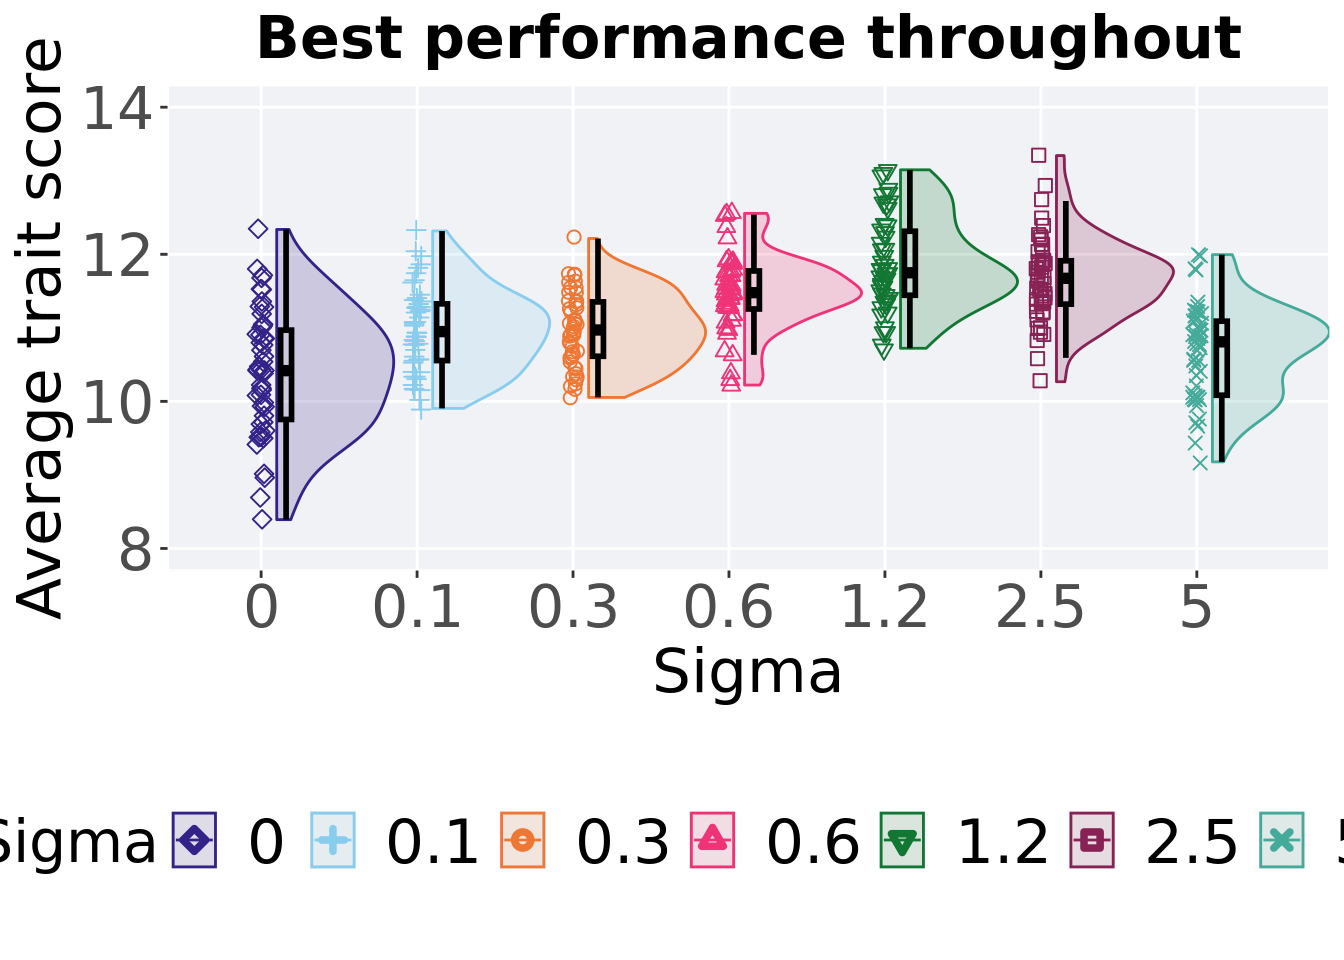 Best performance throughout
Average trait score
14
12
10
8
0 0.1 0.3 0.6 1.2 2.5 5
Sigma
Sigma 0 0.1 0.3 0.6 1.2 2.5 5